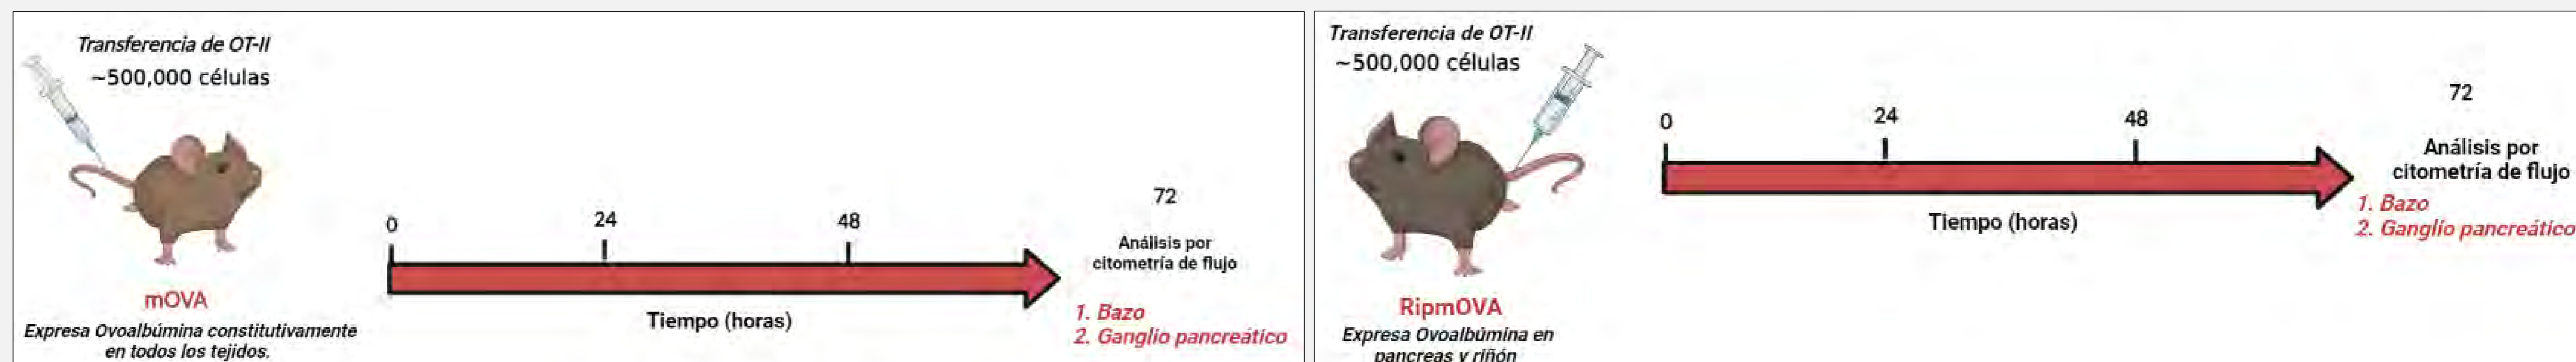 Transferencia de OT-II
~500,000 células
mOVA
Expresa Ovoalbúmina constitutivamente
en todos los tejidos.
0
24
48
72
Tiempo (horas)
Análisis por
citometría de flujo
1. Bazo
2. Ganglio pancreático
Transferencia de OT-II
~500,000 células
RipmOVA
Expresa Ovoalbúmina en
pancreas y riñón
0
24
48
72
Tiempo (horas)
Análisis por
citometría de flujo
1. Bazo
2. Ganglio pancreático